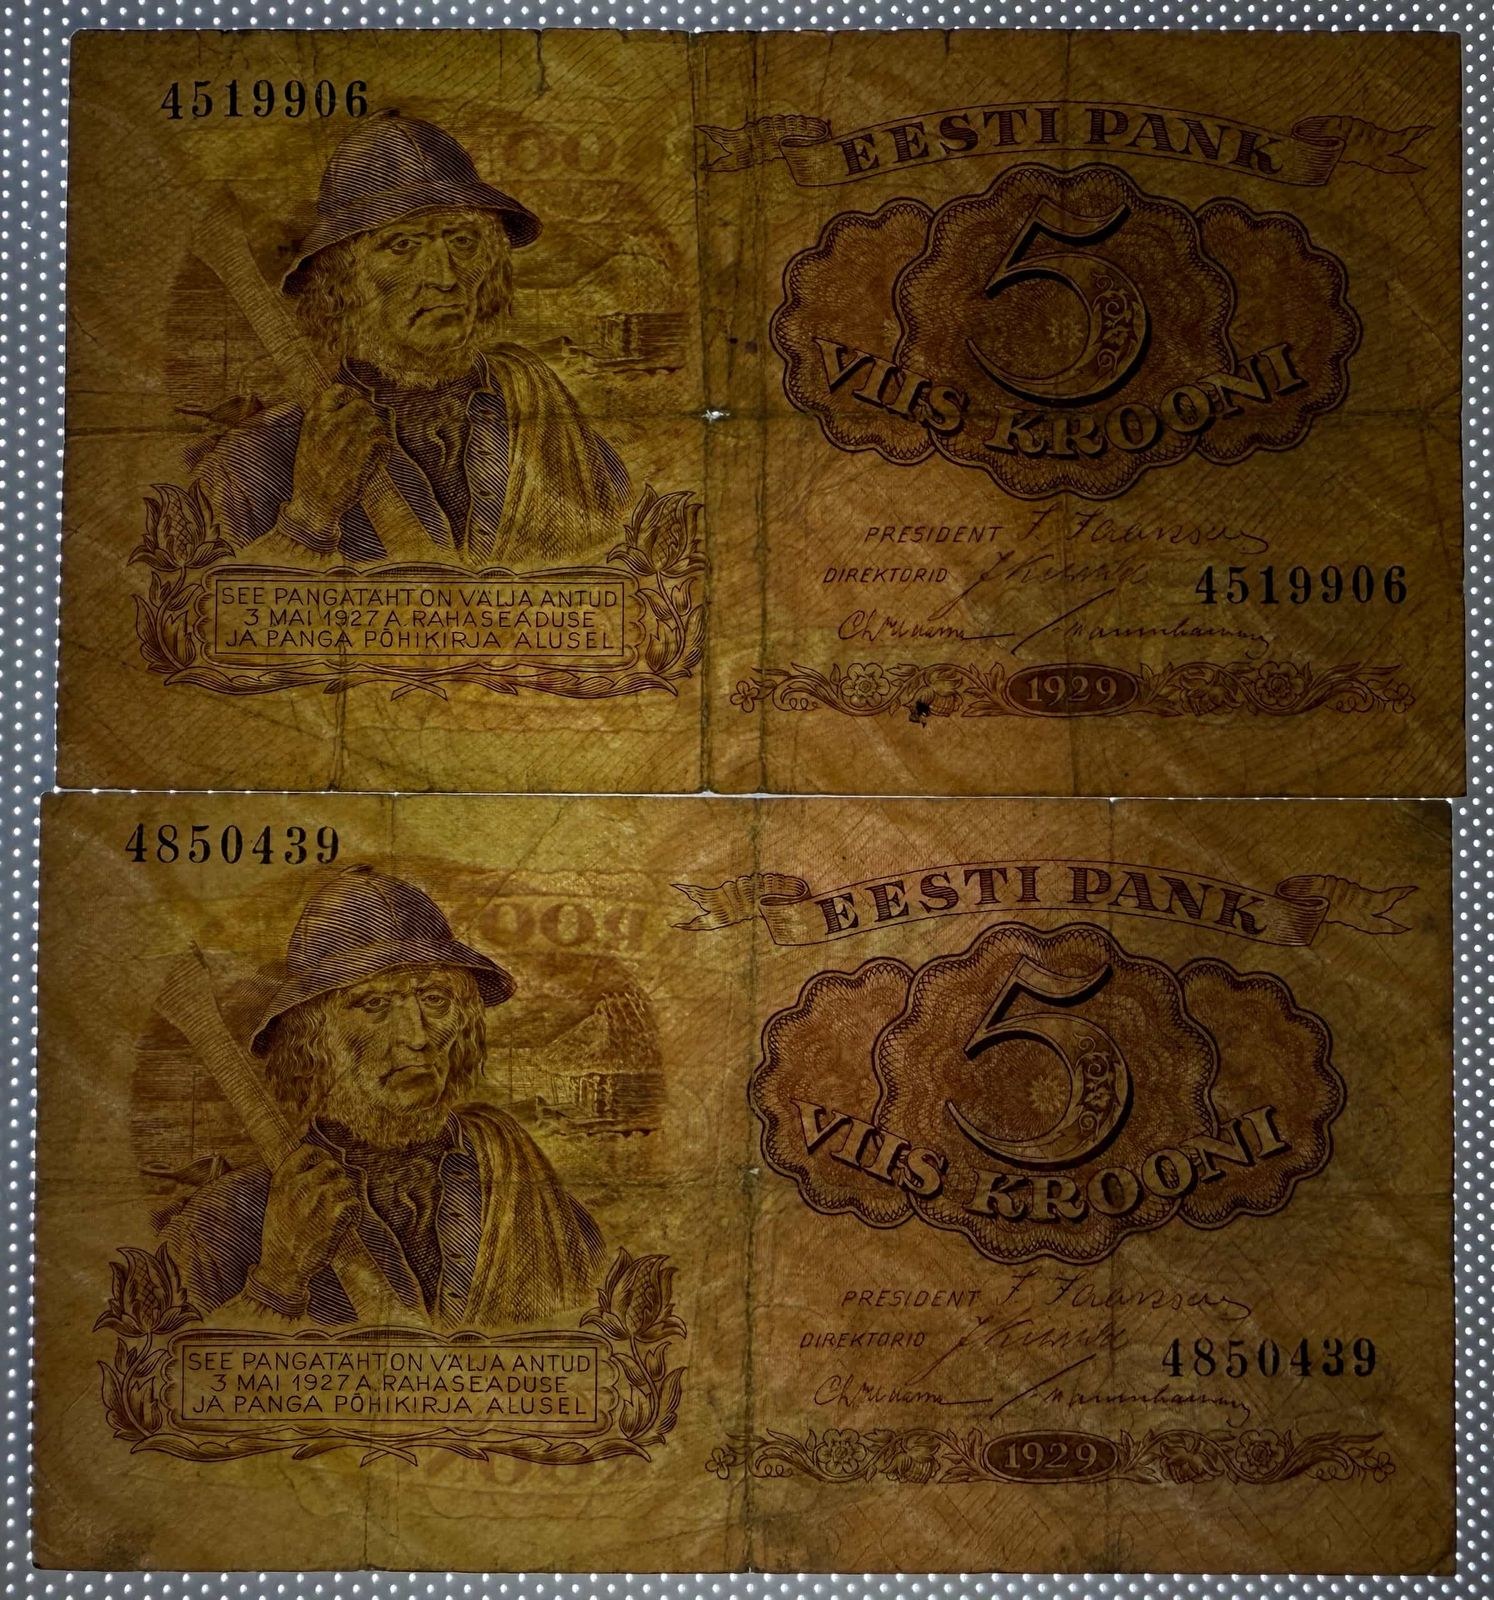 4519906
EESTI PANK
5
VIIS KROONI
PRESIDENT
DIREKTORID
4519906
SEE PANGATÄHT ON VÄLJA ANTUD
3 MAI 1927 A. RAHASEADUSE
JA PANGA PÕHIKIRJA ALUSEL
1929
4850439
EESTI PANK
5
VIIS KROONI
PRESIDENT
DIREKTORID
4850439
SEE PANGATÄHT ON VÄLJA ANTUD
3 MAI 1927 A. RAHASEADUSE
JA PANGA PÕHIKIRJA ALUSEL
1929